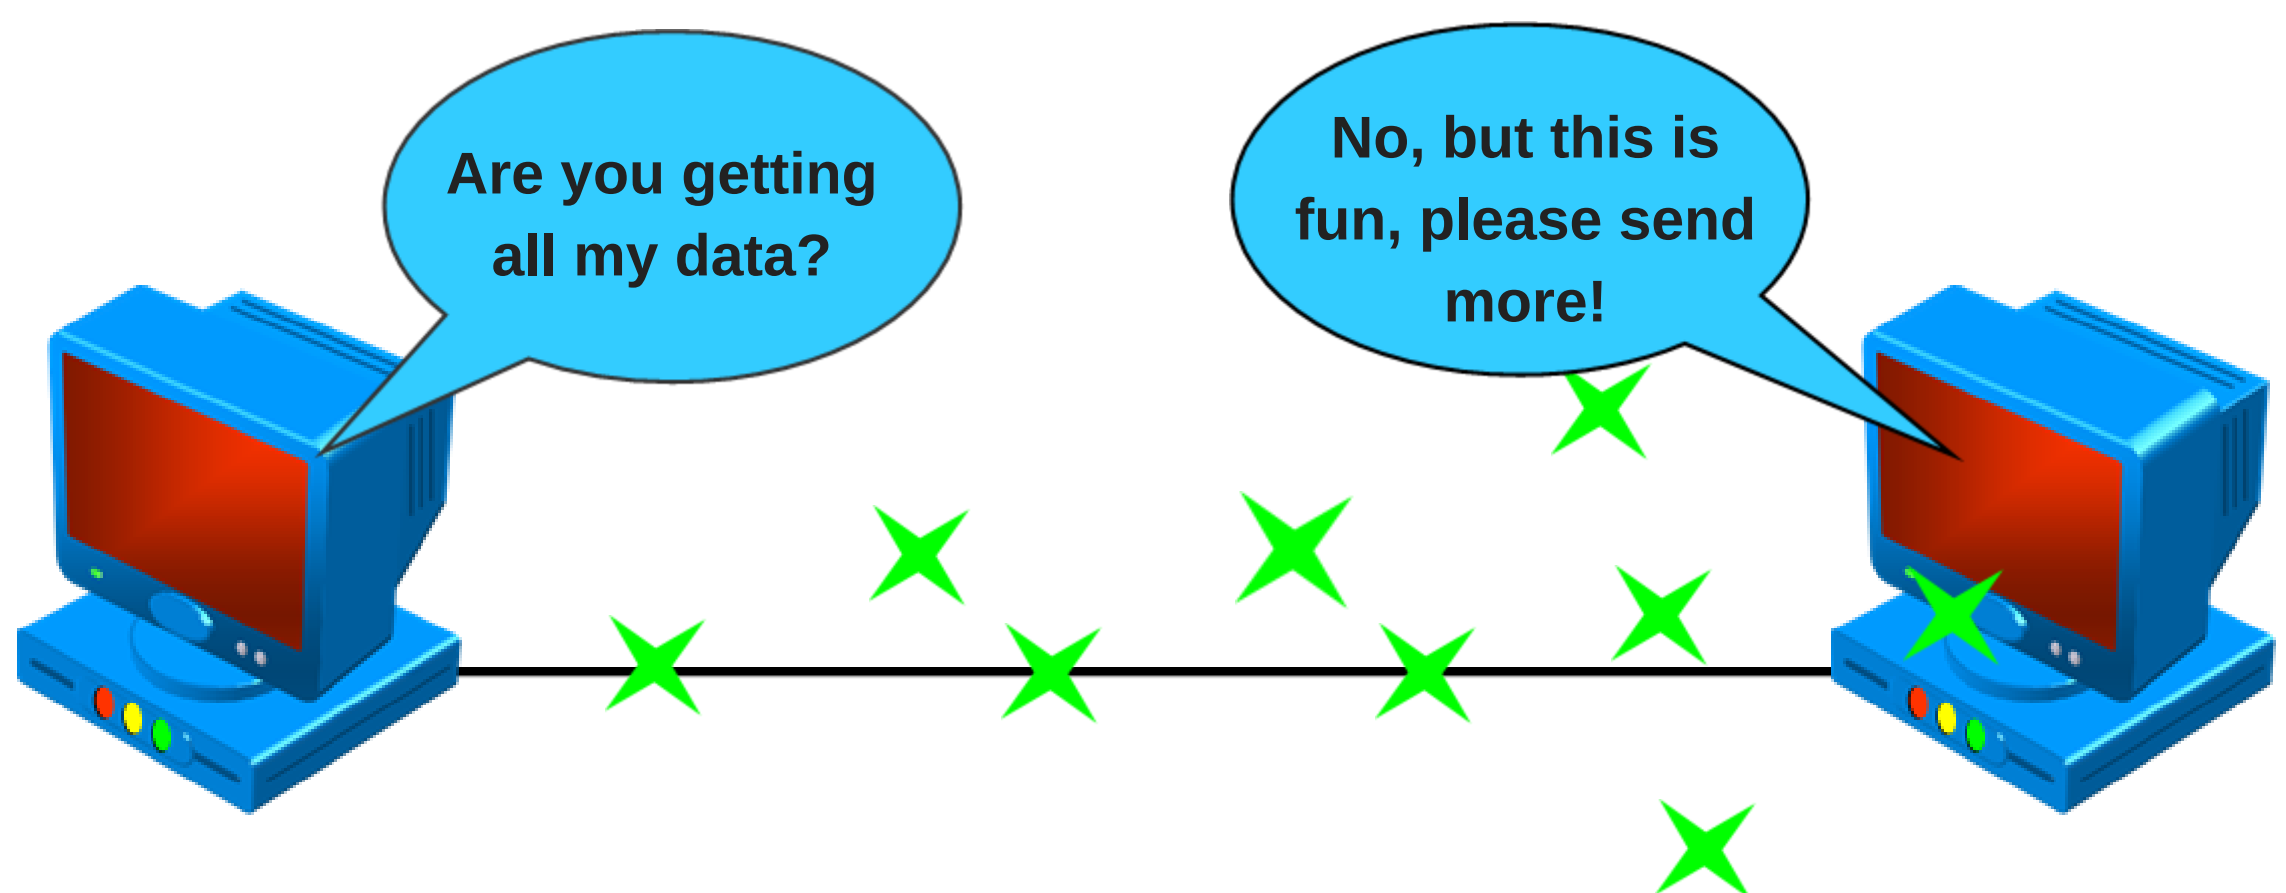 Are you getting
all my data?
No, but this is
fun, please send
more!